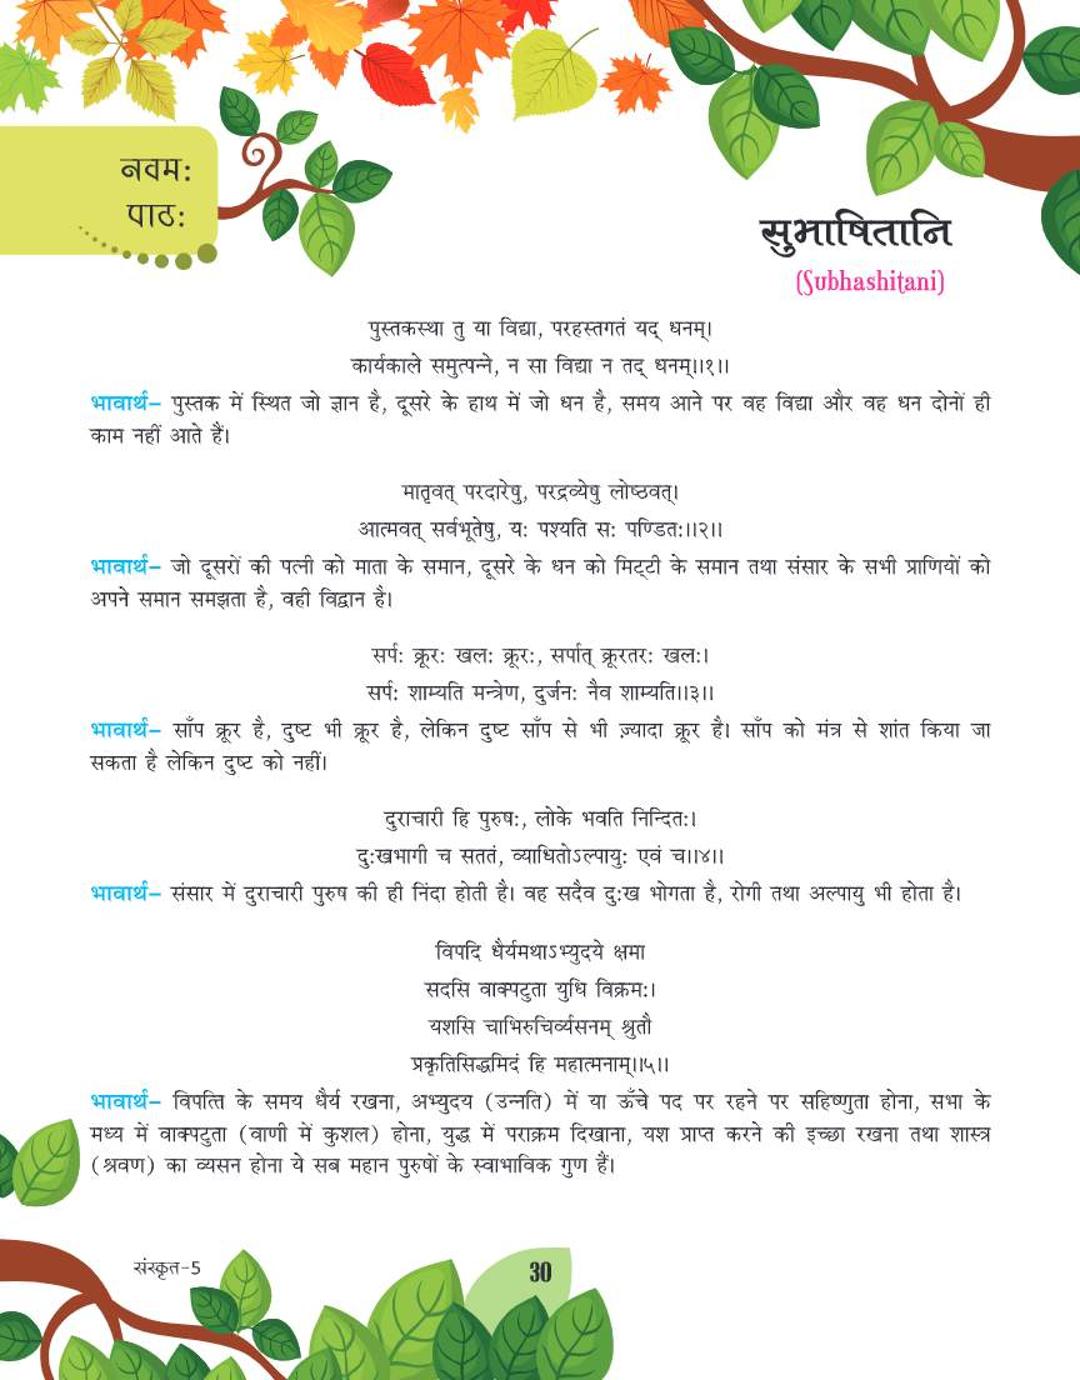 नवम:
पाठ:
सुभाषितानि
(Subhashitani)
पुस्तकस्था तु या विद्या, परहस्तगतं यद् धनम्।
कार्यकाले समुत्पन्ने, न सा विद्या न तद् धनम्॥१॥
भावार्थ– पुस्तक में स्थित जो ज्ञान है, दूसरे के हाथ में जो धन है, समय आने पर वह विद्या और वह धन दोनों ही
काम नहीं आते हैं।
मातृवत् परदारेषु, परद्रव्येषु लोष्ठवत्।
आत्मवत् सर्वभूतेषु, य: पश्यति स: पण्डित:॥२॥
भावार्थ– जो दूसरों की पत्नी को माता के समान, दूसरे के धन को मिट्टी के समान तथा संसार के सभी प्राणियों को
अपने समान समझता है, वही विद्वान है।
सर्प: क्रूर: खल: क्रूर:, सर्पात् क्रूरतर: खल:।
सर्प: शाम्यति मन्त्रेण, दुर्जन: नैव शाम्यति॥३॥
भावार्थ– साँप क्रूर है, दुष्ट भी क्रूर है, लेकिन दुष्ट साँप से भी ज़्यादा क्रूर है। साँप को मंत्र से शांत किया जा
सकता है लेकिन दुष्ट को नहीं।
दुराचारी हि पुरुष:, लोके भवति निन्दित:।
दु:खभागी च सततं, व्याधितोऽल्पायु: एवं च॥४॥
भावार्थ– संसार में दुराचारी पुरुष की ही निंदा होती है। वह सदैव दु:ख भोगता है, रोगी तथा अल्पायु भी होता है।
विपदि धैर्यमथाऽभ्युदये क्षमा
सदसि वाक्पटुता युधि विक्रम:।
यशसि चाभिरुचिर्व्यसनम् श्रुतौ
प्रकृतिसिद्धमिदं हि महात्मनाम्॥५॥
भावार्थ– विपत्ति के समय धैर्य रखना, अभ्युदय (उन्नति) में या ऊँचे पद पर रहने पर सहिष्णुता होना, सभा के
मध्य में वाक्पटुता (वाणी में कुशल) होना, युद्ध में पराक्रम दिखाना, यश प्राप्त करने की इच्छा रखना तथा शास्त्र
(श्रवण) का व्यसन होना ये सब महान पुरुषों के स्वाभाविक गुण हैं।
संस्कृत-5
30